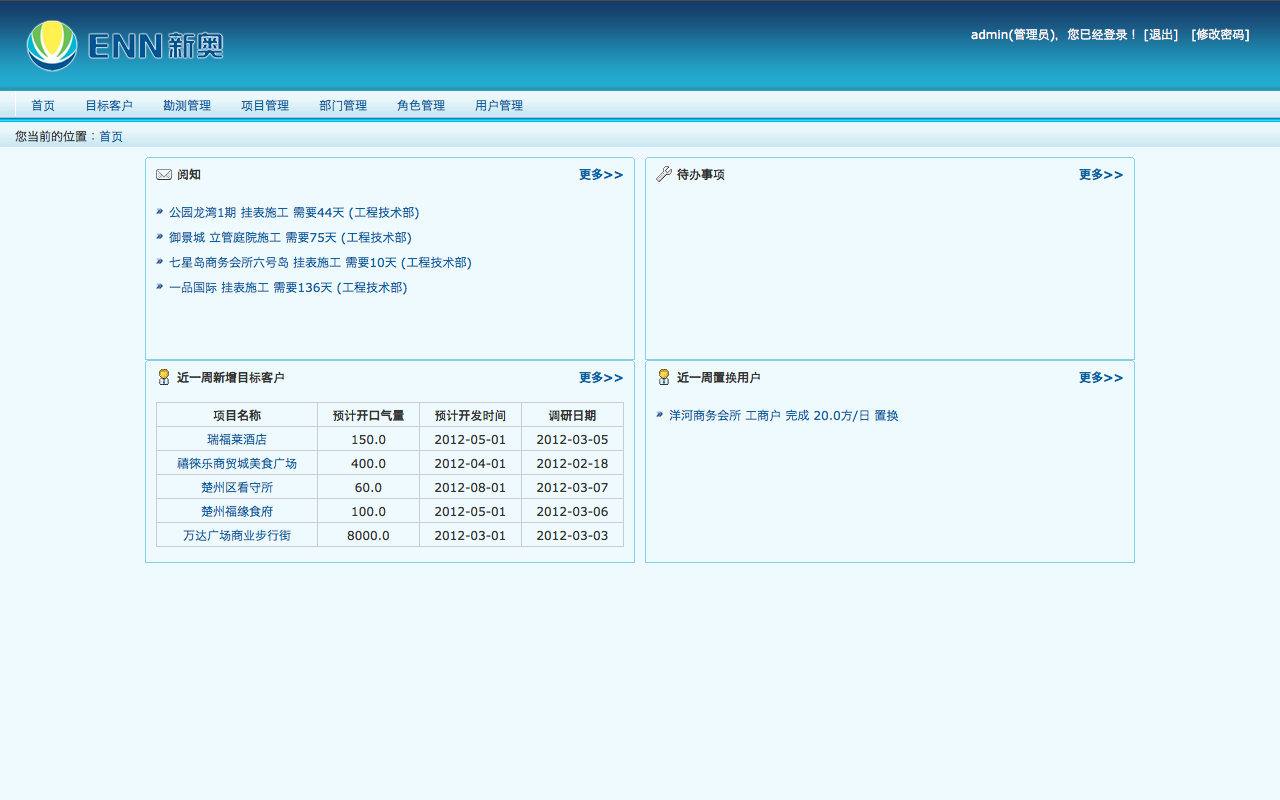 ENN新奥
admin(管理员), 您已经登录！ [退出] [修改密码]
首页 目标客户 勘测管理 项目管理 部门管理 角色管理 用户管理
您当前的位置：首页
阅知 更多>>
公园龙湾1期 挂表施工 需要44天 (工程技术部)
御景城 立管庭院施工 需要75天 (工程技术部)
七星岛商务会所六号岛 挂表施工 需要10天 (工程技术部)
一品国际 挂表施工 需要136天 (工程技术部)
待办事项 更多>>
近一周新增目标客户 更多>>
项目名称 预计开口气量 预计开发时间 调研日期
瑞福莱酒店 150.0 2012-05-01 2012-03-05
禧徕乐商贸城美食广场 400.0 2012-04-01 2012-02-18
楚州区看守所 60.0 2012-08-01 2012-03-07
楚州福缘食府 100.0 2012-05-01 2012-03-06
万达广场商业步行街 8000.0 2012-03-01 2012-03-03
近一周置换用户 更多>>
洋河商务会所 工商户 完成 20.0方/日 置换